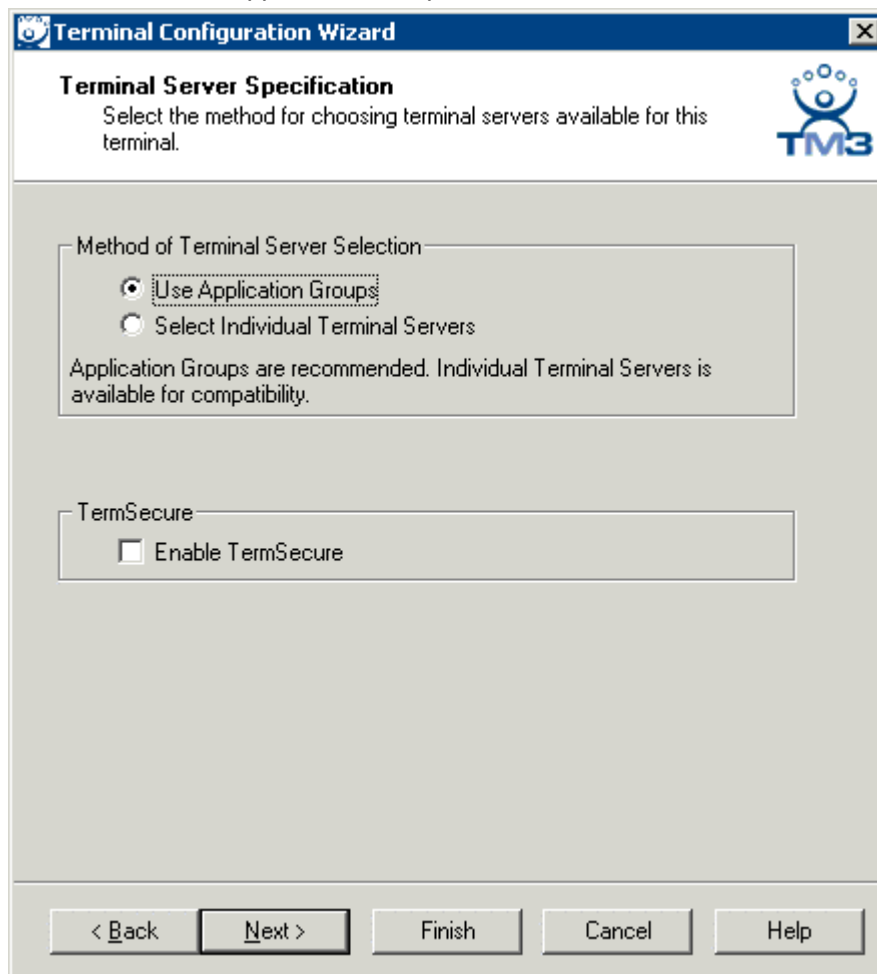 Terminal Configuration Wizard
Terminal Server Specification
Select the method for choosing terminal servers available for this
terminal.
TM3
Method of Terminal Server Selection
Use Application Groups
Select Individual Terminal Servers
Application Groups are recommended. Individual Terminal Servers is
available for compatibility.
TermSecure
Enable TermSecure
< Back
Next >
Finish
Cancel
Help